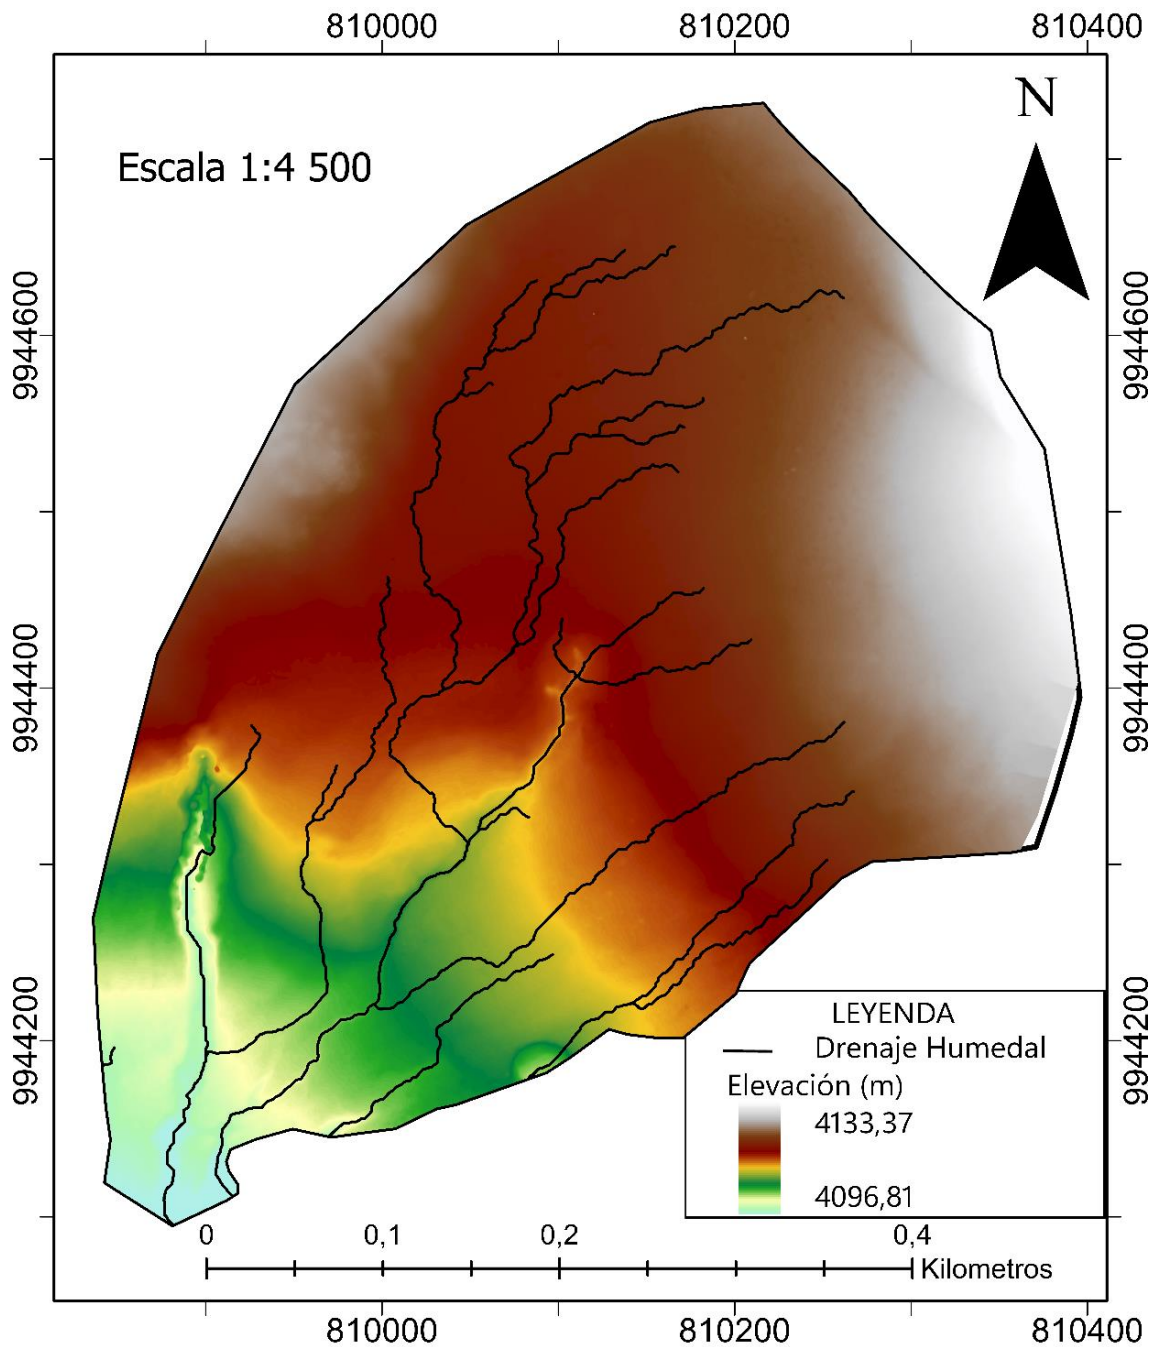 810000 810200 810400
N
Escala 1:4 500
9944600 9944600
9944400 9944400
9944200 9944200
LEYENDA
Drenaje Humedal
Elevación (m)
4133,37
4096,81
0 0,1 0,2 0,4
Kilometros
810000 810200 810400